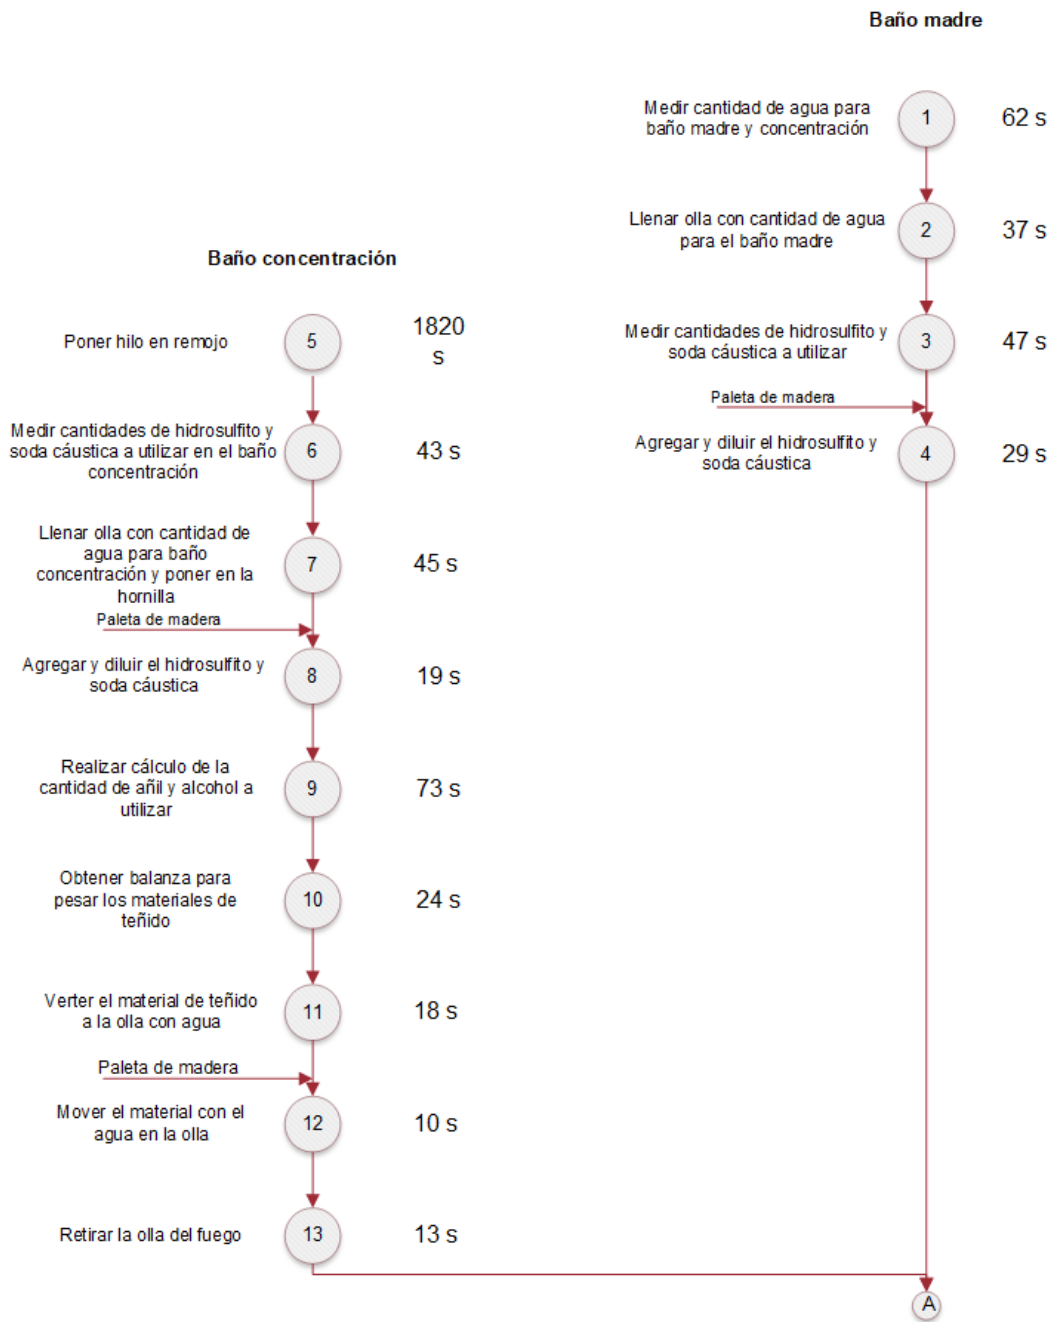 Baño madre
Medir cantidad de agua para
baño madre y concentración
1
62 s
Llenar olla con cantidad de agua
para el baño madre
2
37 s
Medir cantidades de hidrosulfito y
soda cáustica a utilizar
3
47 s
Paleta de madera
Agregar y diluir el hidrosulfito y
soda cáustica
4
29 s
Baño concentración
Poner hilo en remojo
5
1820
s
Medir cantidades de hidrosulfito y
soda cáustica a utilizar en el baño
concentración
6
43 s
Llenar olla con cantidad de
agua para baño
concentración y poner en la
hornilla
7
45 s
Paleta de madera
Agregar y diluir el hidrosulfito y
soda cáustica
8
19 s
Realizar cálculo de la
cantidad de añil y alcohol a
utilizar
9
73 s
Obtener balanza para
pesar los materiales de
teñido
10
24 s
Verter el material de teñido
a la olla con agua
11
18 s
Paleta de madera
Mover el material con el
agua en la olla
12
10 s
Retirar la olla del fuego
13
13 s
A